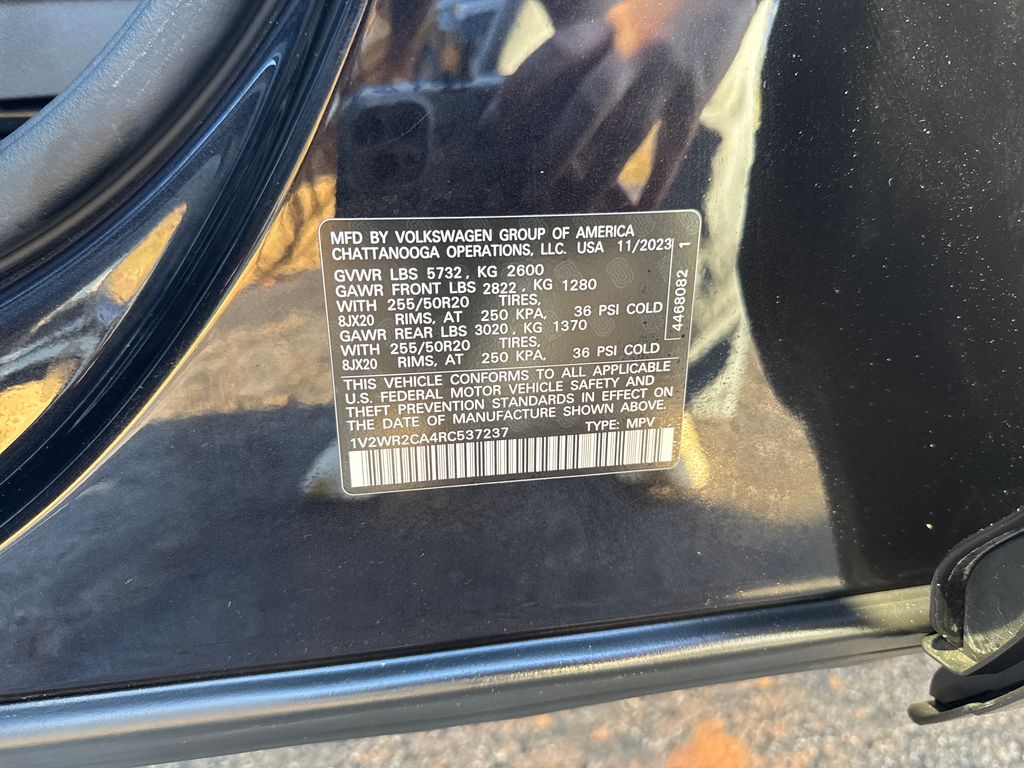 MFD BY VOLKSWAGEN GROUP OF AMERICA
CHATTANOOGA OPERATIONS, LLC. USA 11/2023
GVWR LBS 5732, KG 2600
GAWR FRONT LBS 2822, KG 1280
WITH 255/50R20 TIRES,
8JX20 RIMS, AT 250 KPA, 36 PSI COLD
GAWR REAR LBS 3020, KG 1370
WITH 255/50R20 TIRES,
8JX20 RIMS, AT 250 KPA, 36 PSI COLD
4468082 1
THIS VEHICLE CONFORMS TO ALL APPLICABLE
U.S. FEDERAL MOTOR VEHICLE SAFETY AND
THEFT PREVENTION STANDARDS IN EFFECT ON
THE DATE OF MANUFACTURE SHOWN ABOVE.
1V2WR2CA4RC537237 TYPE: MPV